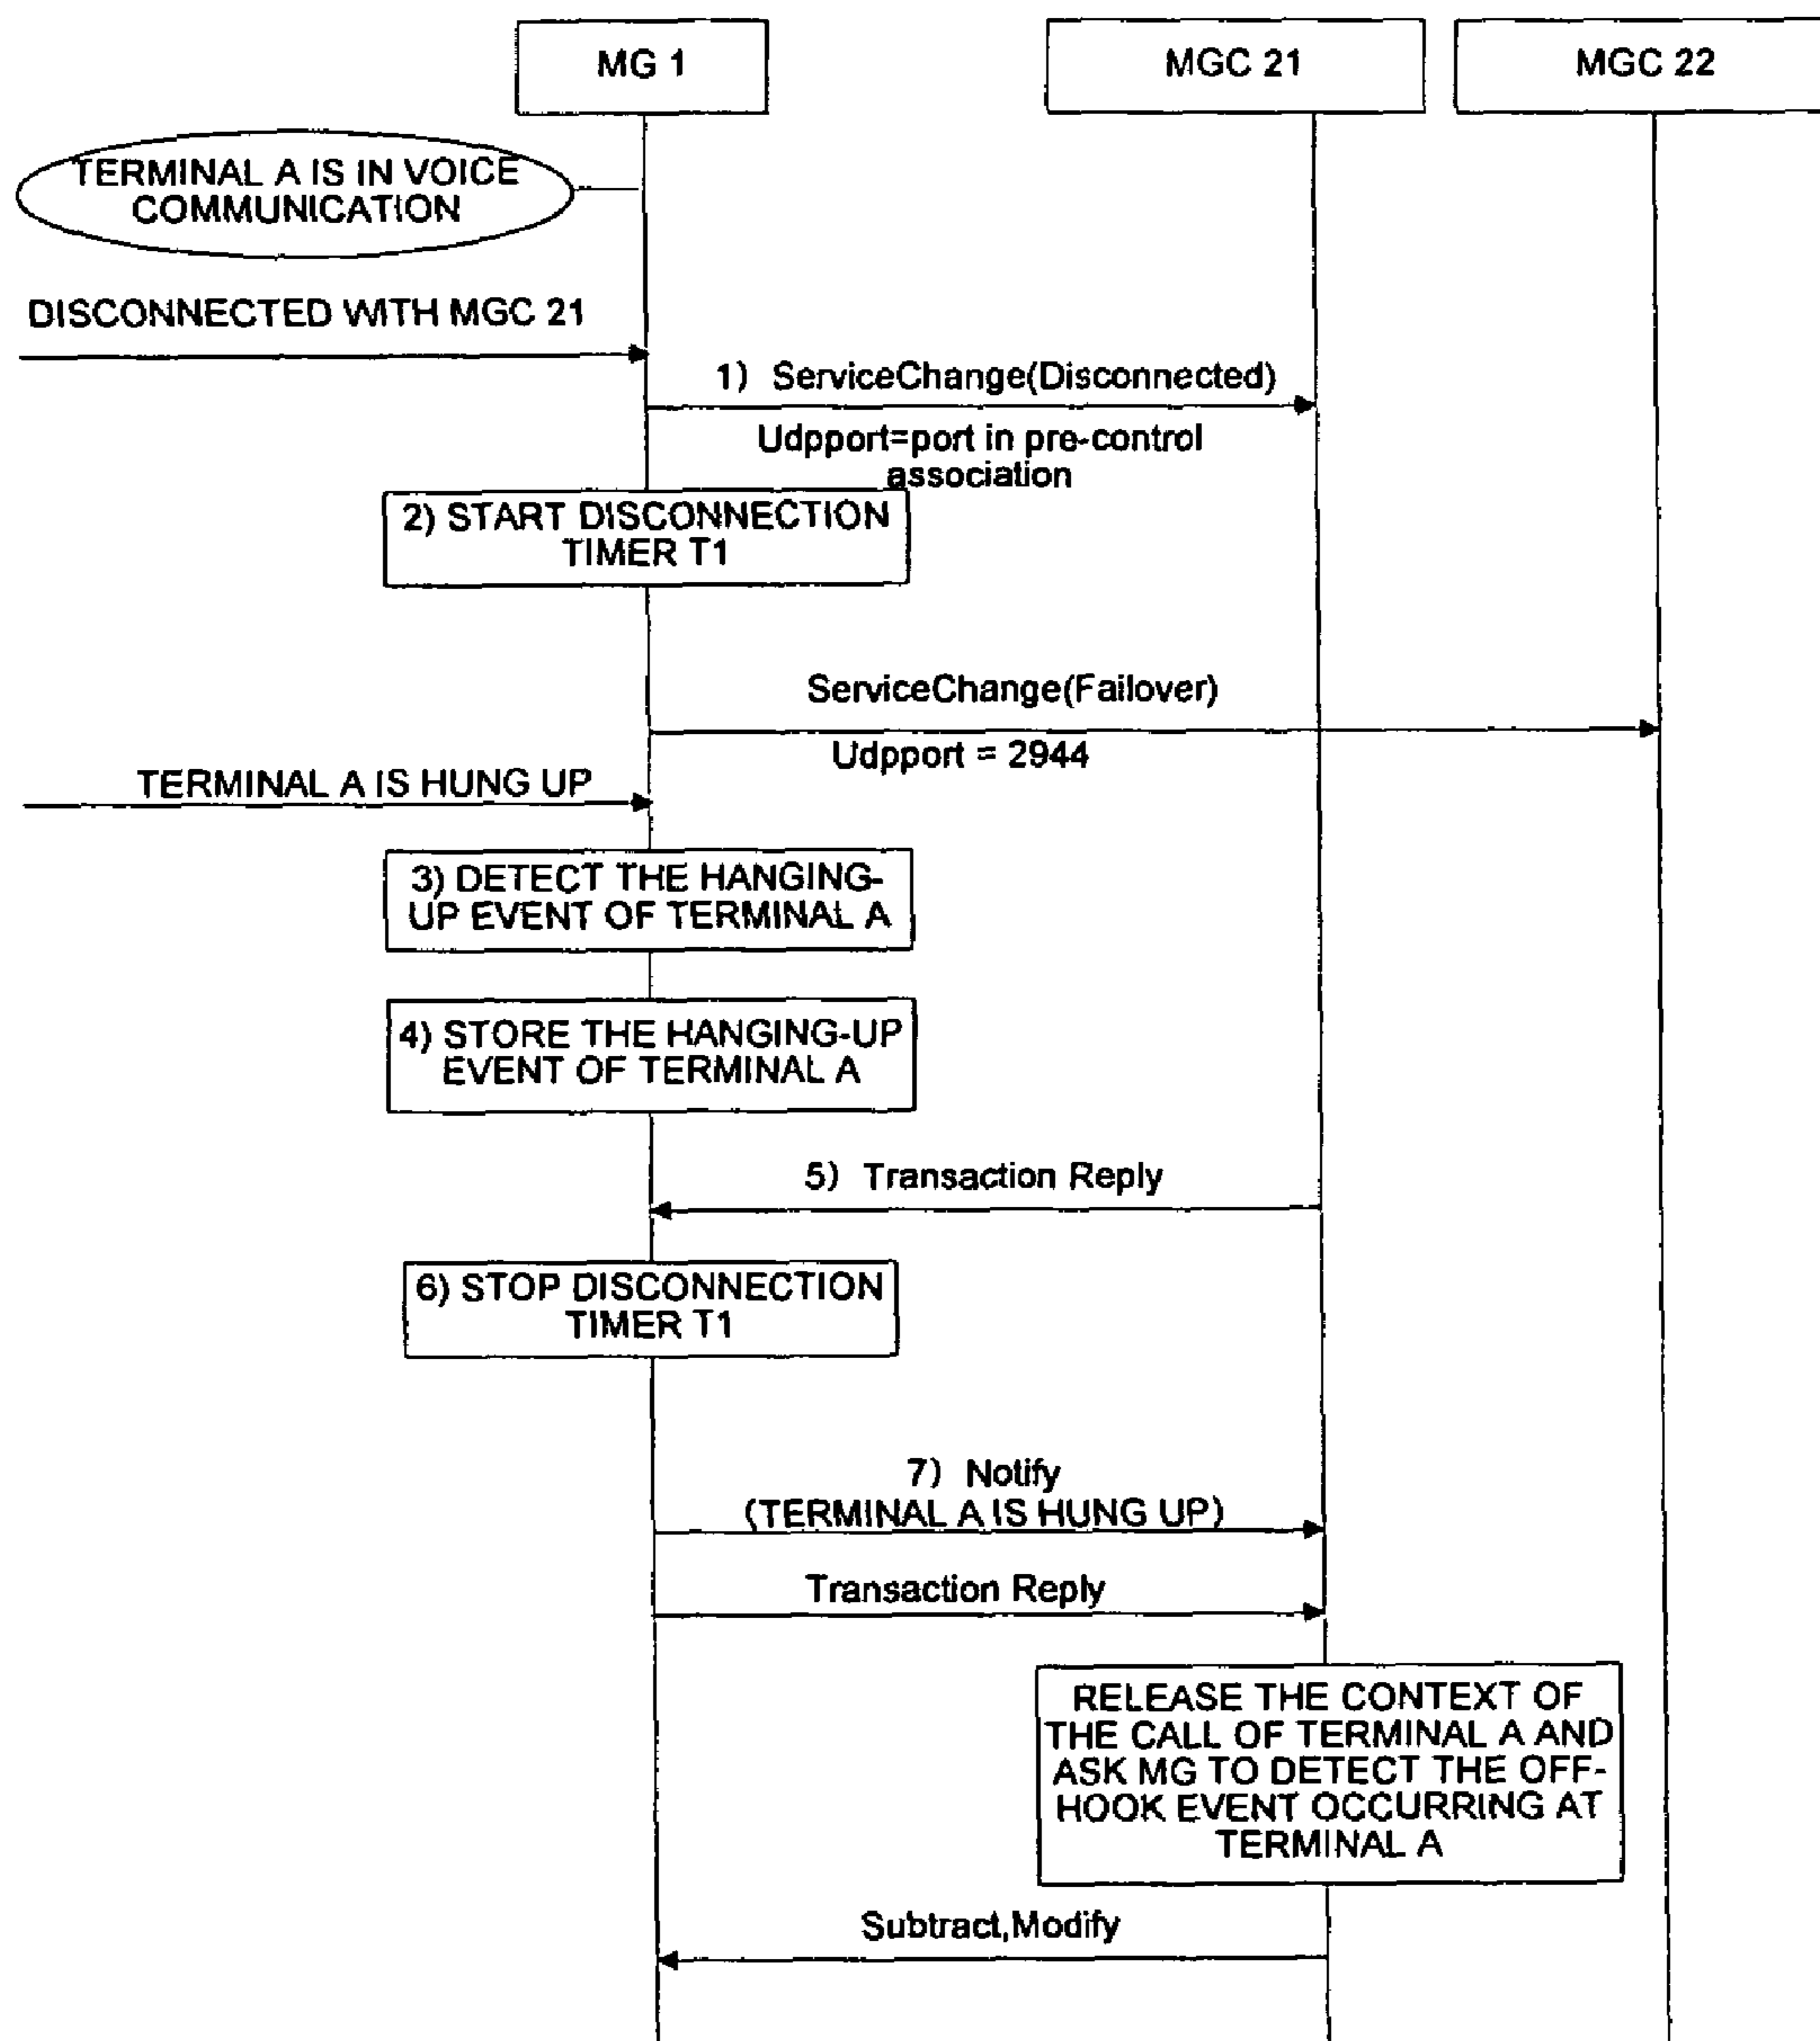 MG 1
MGC 21
MGC 22
TERMINAL A IS IN VOICE
COMMUNICATION
DISCONNECTED WITH MGC 21
1) ServiceChange(Disconnected)
Udpport=port in pre-control
association
2) START DISCONNECTION
TIMER T1
ServiceChange(Failover)
Udpport = 2944
TERMINAL A IS HUNG UP
3) DETECT THE HANGING-
UP EVENT OF TERMINAL A
4) STORE THE HANGING-UP
EVENT OF TERMINAL A
5) Transaction Reply
6) STOP DISCONNECTION
TIMER T1
7) Notify
(TERMINAL A IS HUNG UP)
Transaction Reply
RELEASE THE CONTEXT OF
THE CALL OF TERMINAL A AND
ASK MG TO DETECT THE OFF-
HOOK EVENT OCCURRING AT
TERMINAL A
Subtract,Modify